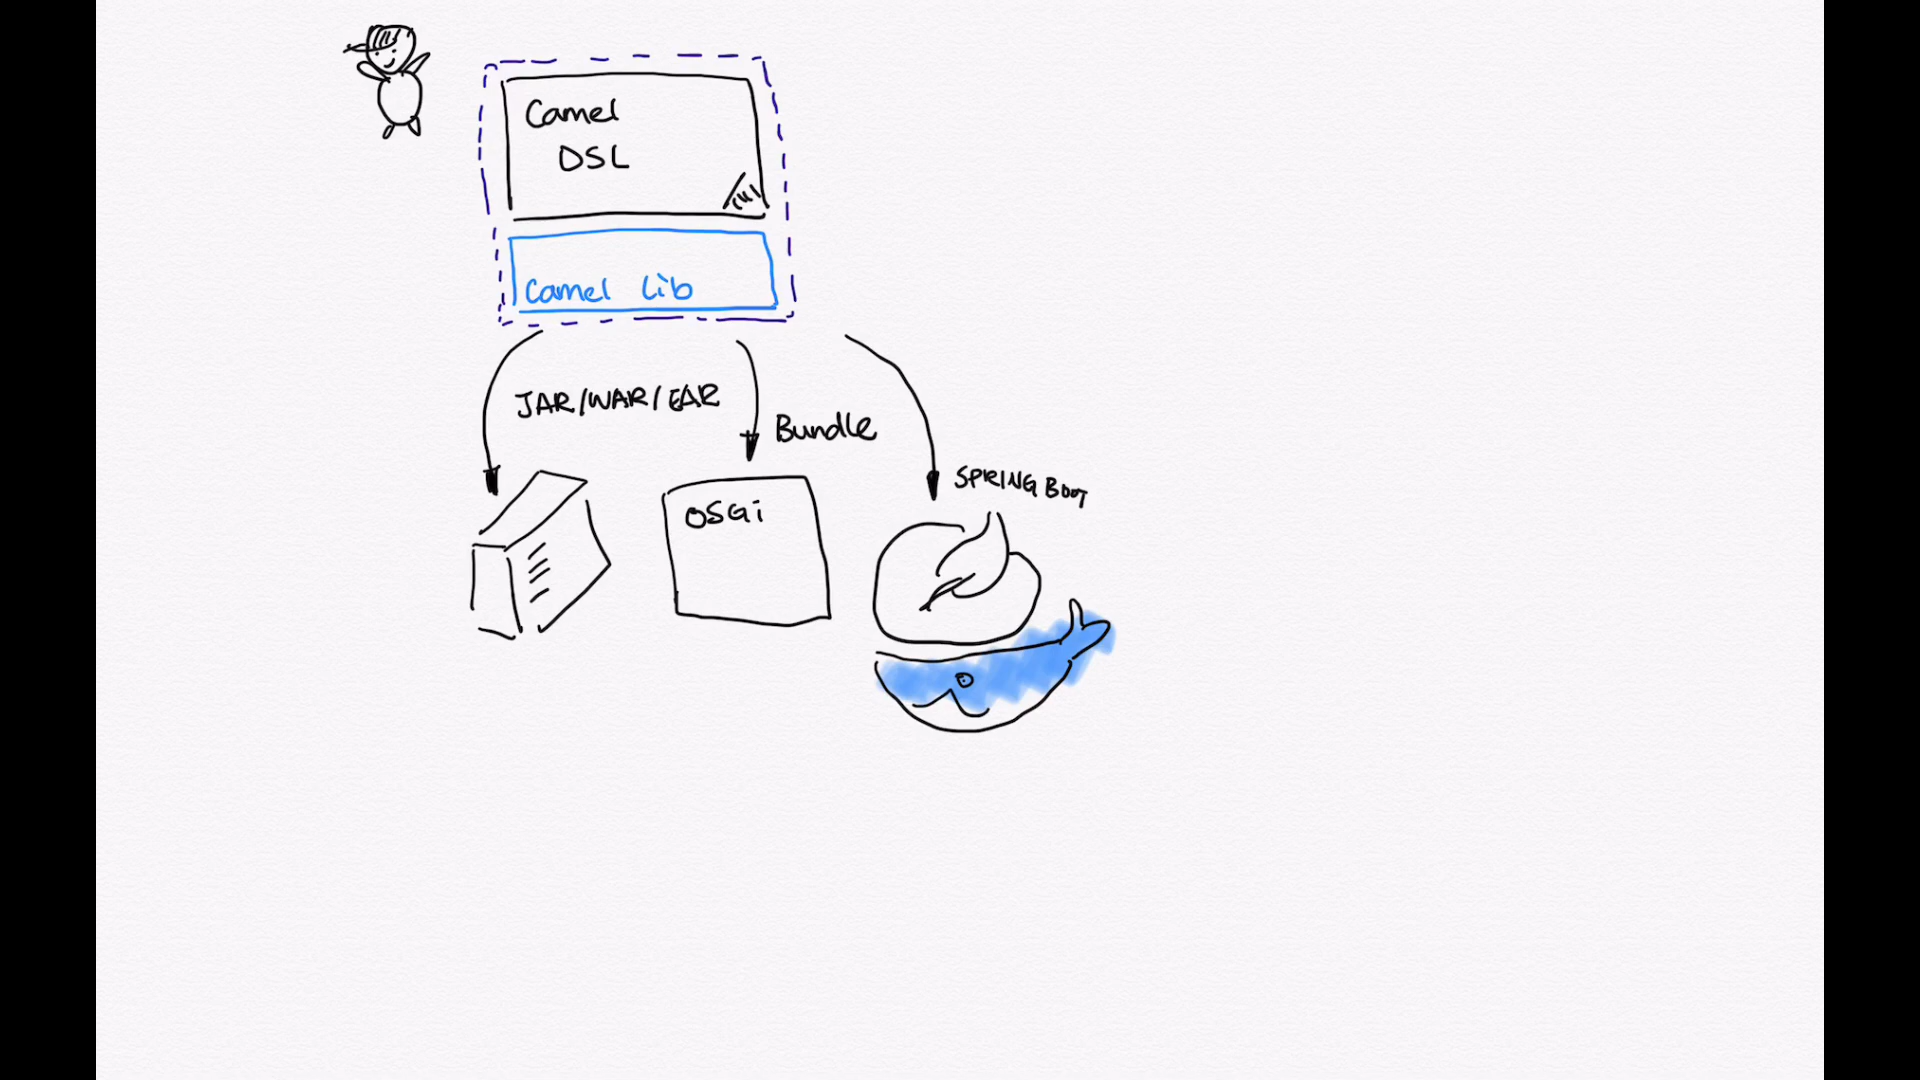 Camel
DSL
Camel Lib
JAR/WAR/EAR
Bundle
SPRING BOOT
OSGi